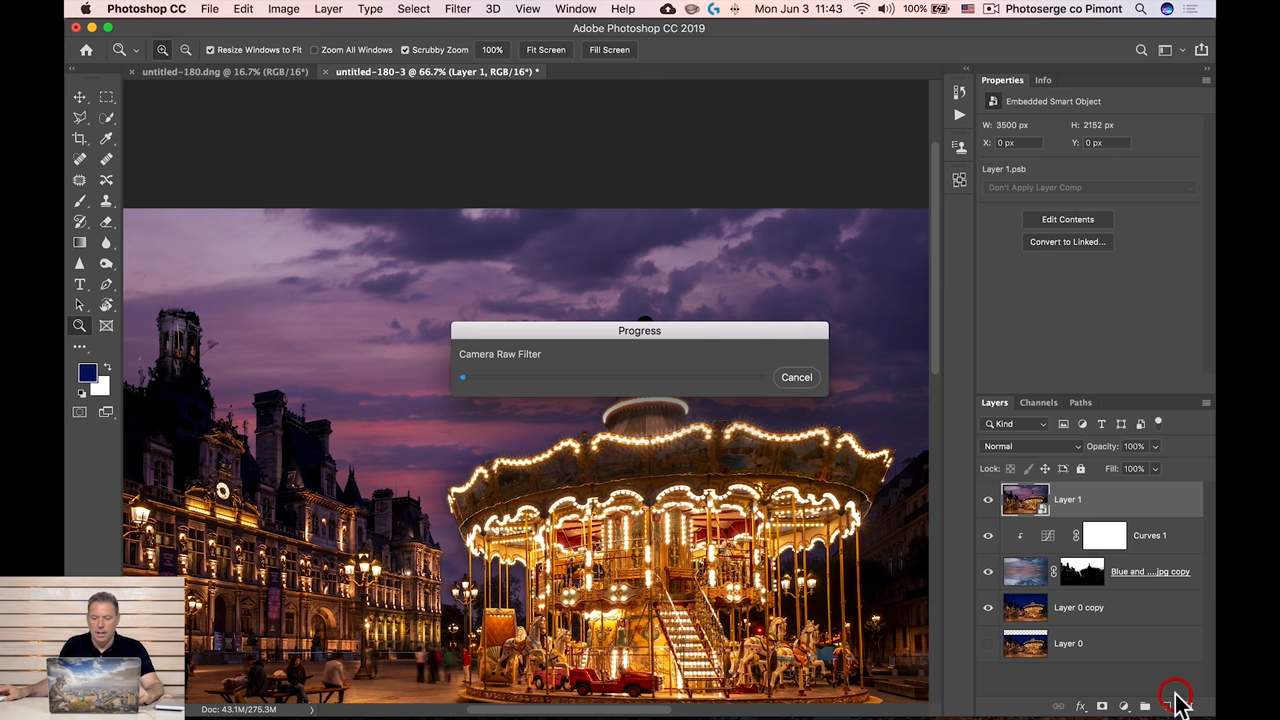 Photoshop CC File Edit Image Layer Type Select Filter 3D View Window Help 100% Mon Jun 3 11:43 Photoserge co Pimont
Adobe Photoshop CC 2019
Resize Windows to Fit Zoom All Windows Scrubby Zoom 100% Fit Screen Fill Screen
untitled-180.dng @ 16.7% (RGB/16*) untitled-180-3 @ 66.7% (Layer 1, RGB/16*) *
Properties Info
Embedded Smart Object
W: 3500 px H: 2152 px
X: 0 px Y: 0 px
Layer 1.psb
Don't Apply Layer Comp
Edit Contents
Convert to Linked...
Progress
Camera Raw Filter
Cancel
Layers Channels Paths
Kind
Normal Opacity: 100%
Lock: Fill: 100%
Layer 1
Curves 1
Blue and ....jpg copy
Layer 0 copy
Layer 0
Doc: 43.1M/275.3M
fx